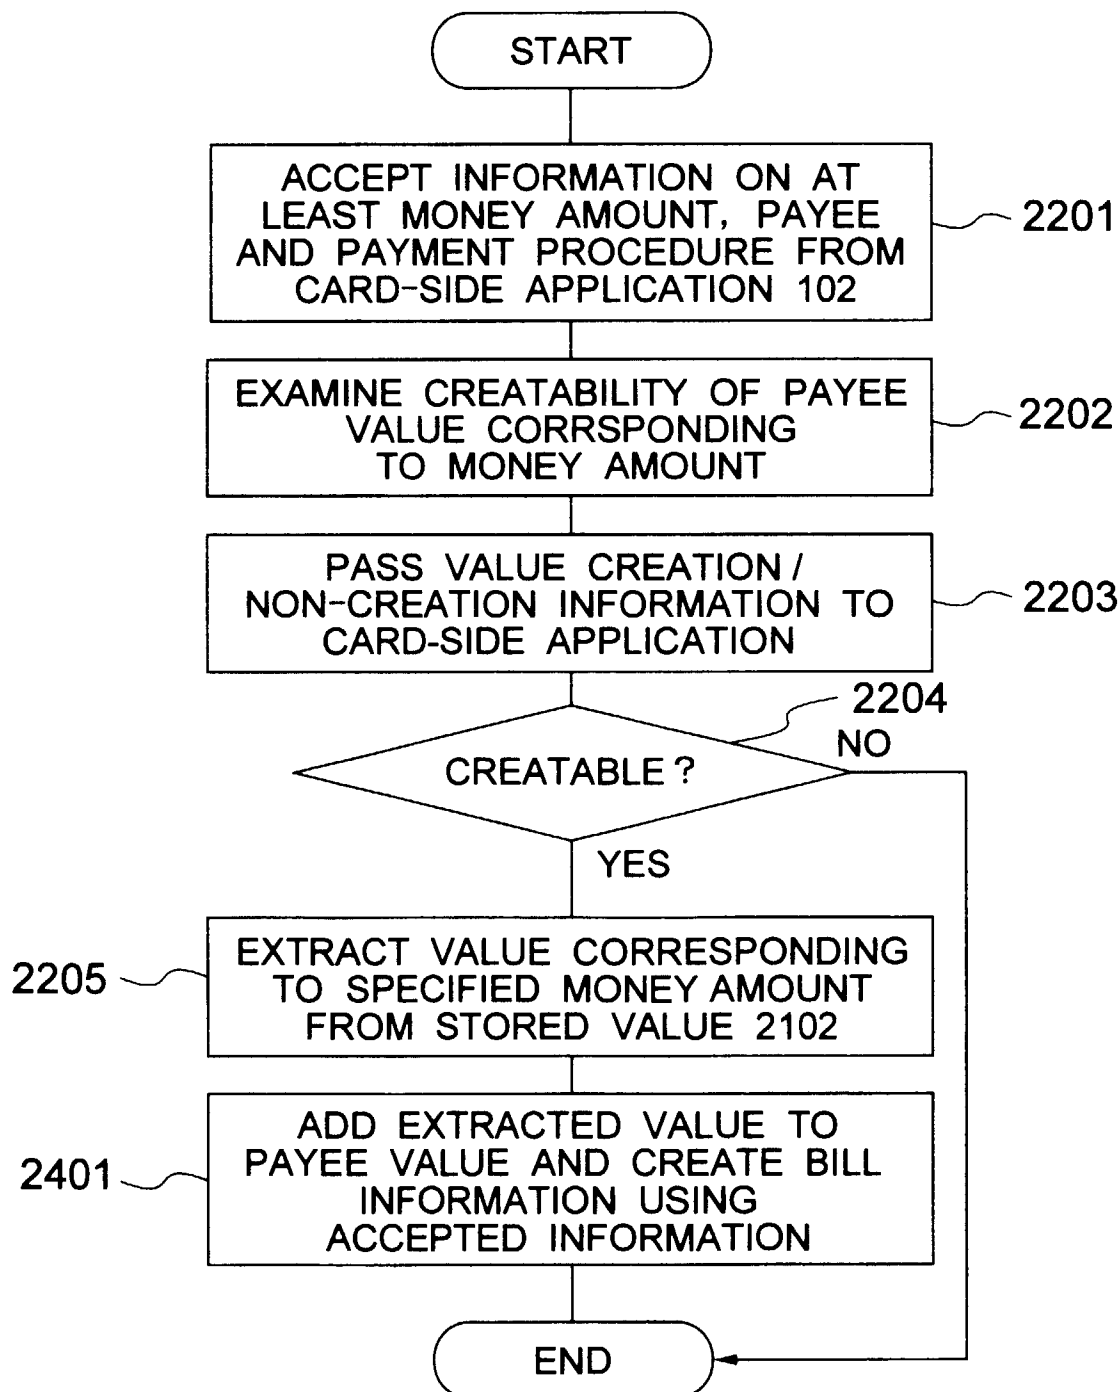 START
ACCEPT INFORMATION ON AT
LEAST MONEY AMOUNT, PAYEE
AND PAYMENT PROCEDURE FROM
CARD-SIDE APPLICATION 102
2201
EXAMINE CREATABILITY OF PAYEE
VALUE CORRSPONDING
TO MONEY AMOUNT
2202
PASS VALUE CREATION /
NON-CREATION INFORMATION TO
CARD-SIDE APPLICATION
2203
2204
CREATABLE ?
NO
YES
2205
EXTRACT VALUE CORRESPONDING
TO SPECIFIED MONEY AMOUNT
FROM STORED VALUE 2102
2401
ADD EXTRACTED VALUE TO
PAYEE VALUE AND CREATE BILL
INFORMATION USING
ACCEPTED INFORMATION
END